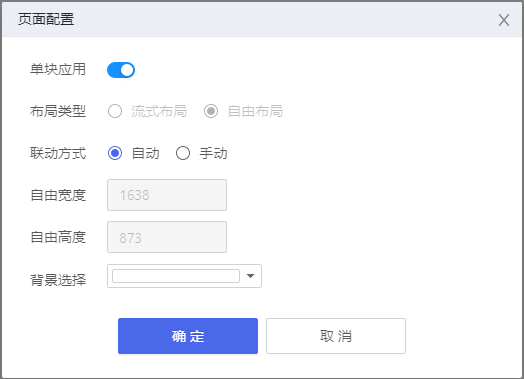 页面配置
单块应用
布局类型 流式布局 自由布局
联动方式 自动 手动
自由宽度 1638
自由高度 873
背景选择
确定 取消